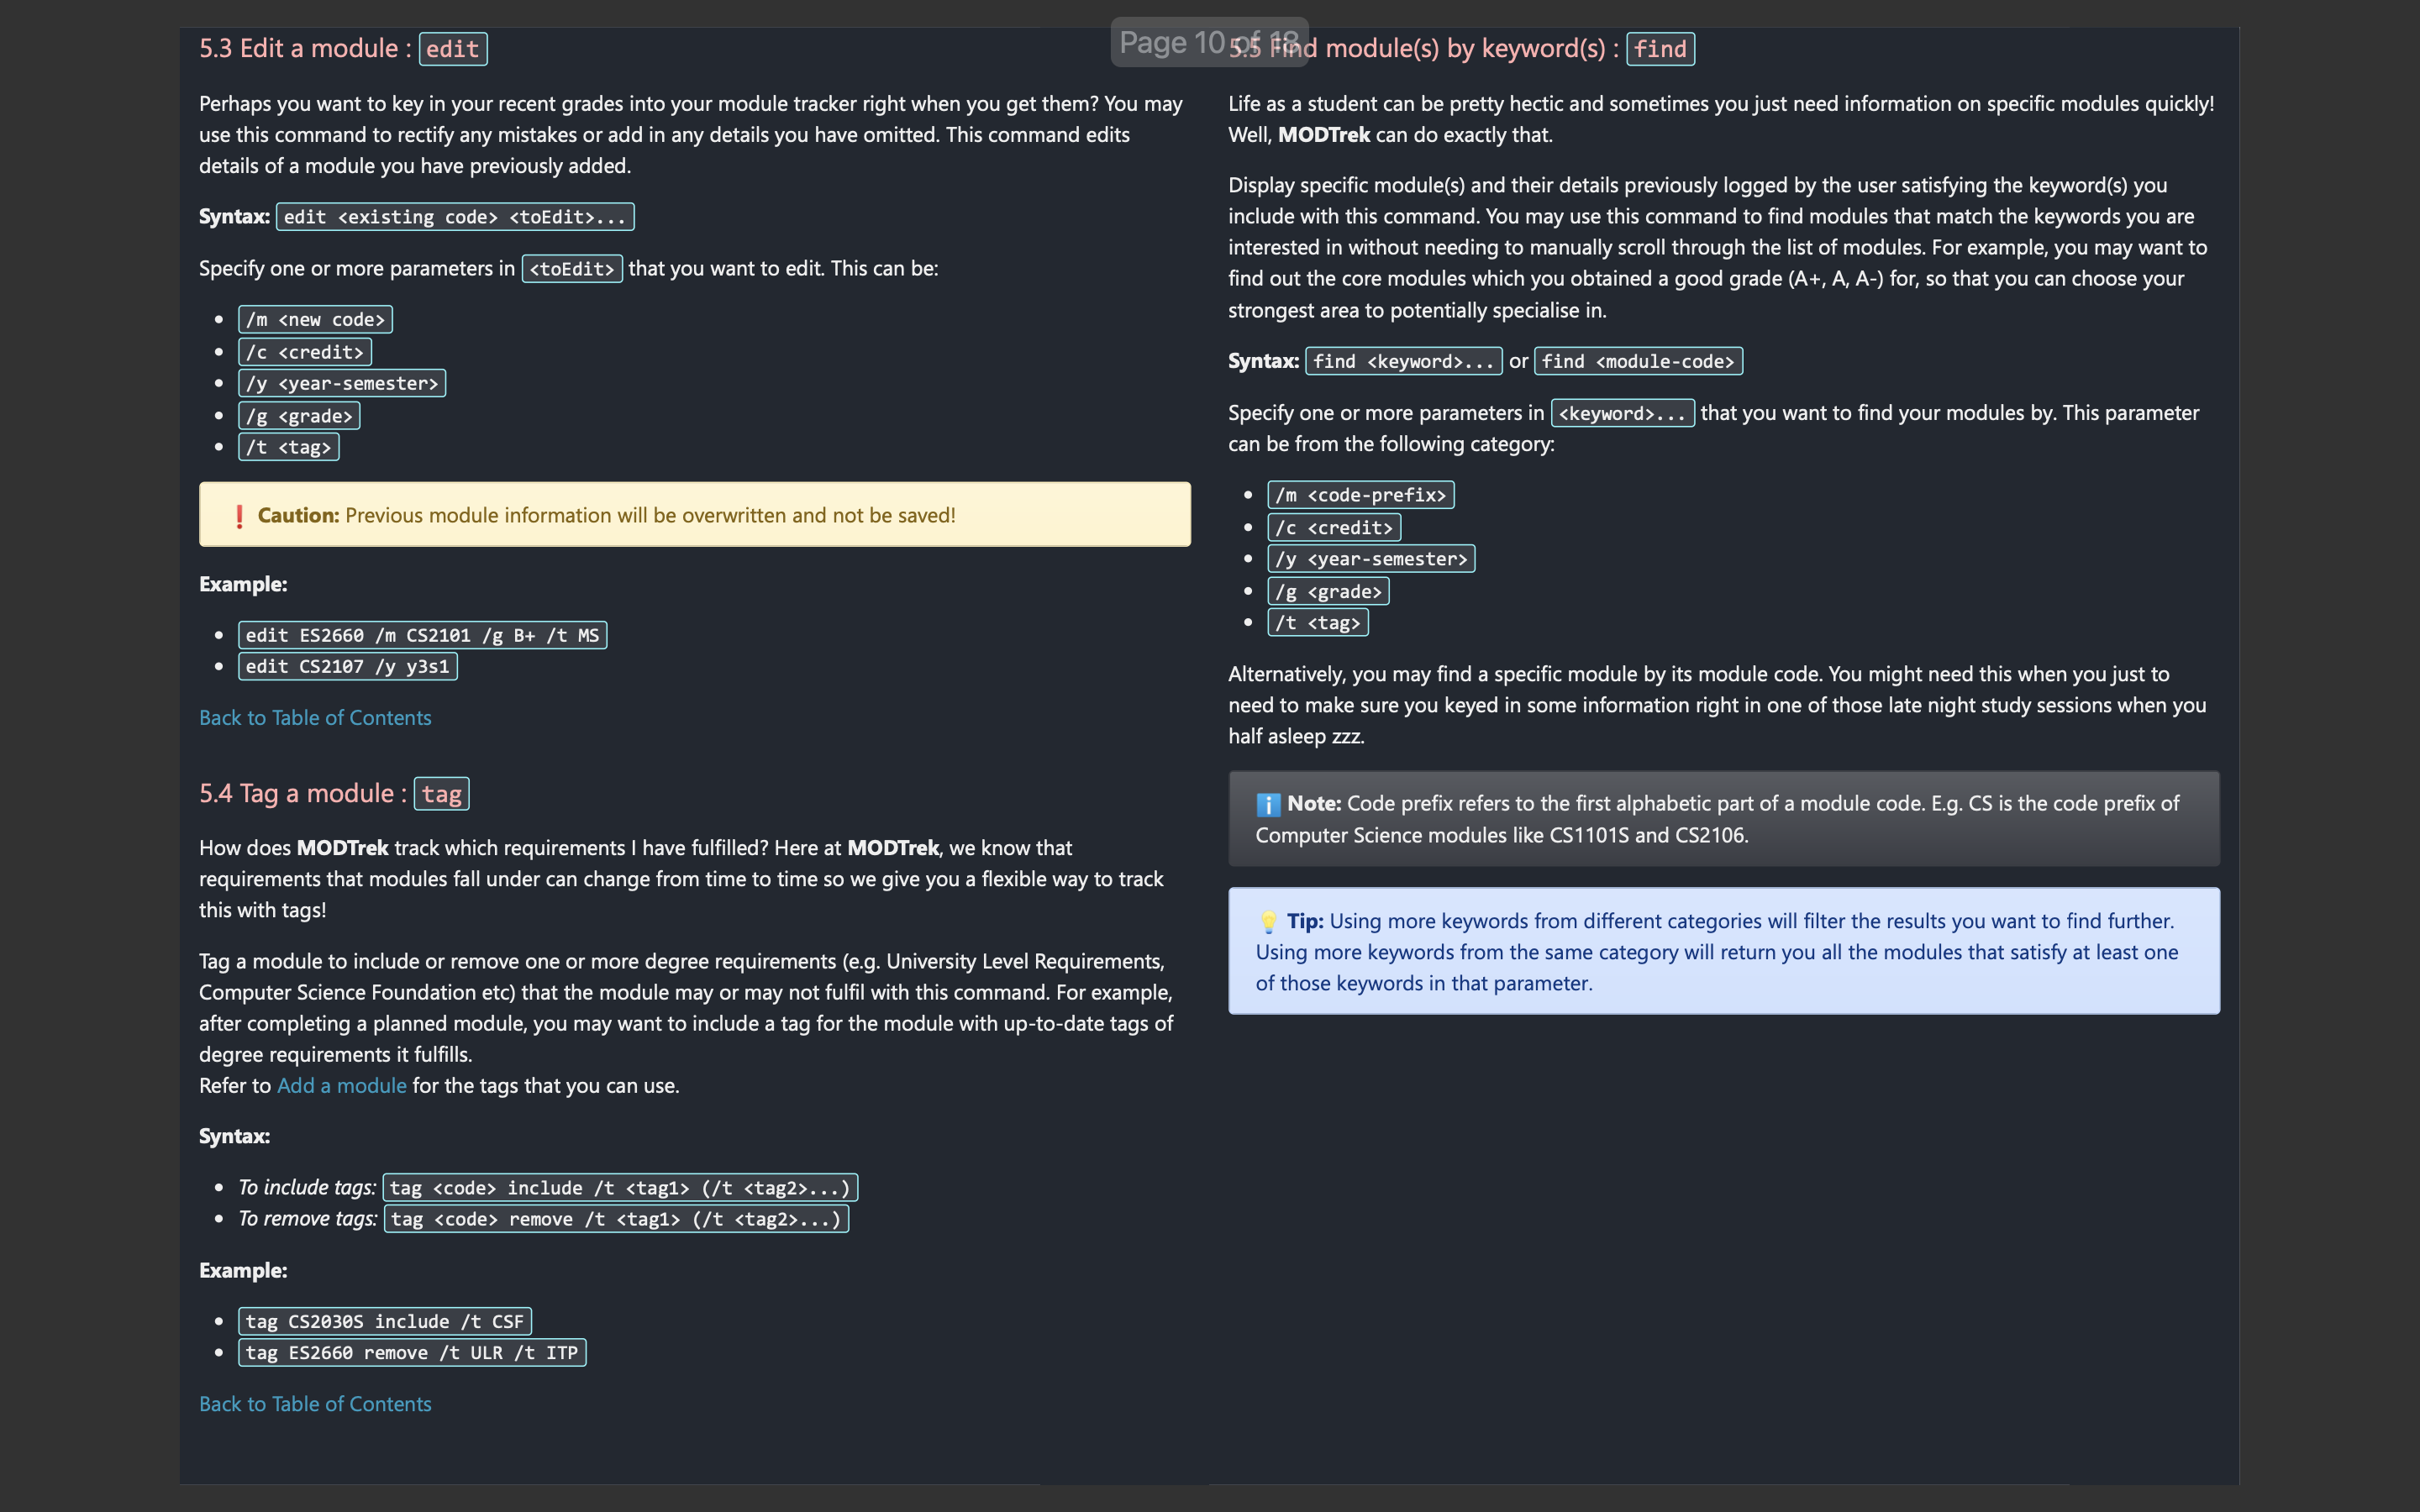 Page 10 of 18
5.3 Edit a module : edit
Perhaps you want to key in your recent grades into your module tracker right when you get them? You may
use this command to rectify any mistakes or add in any details you have omitted. This command edits
details of a module you have previously added.
Syntax: edit <existing code> <toEdit>...
Specify one or more parameters in <toEdit> that you want to edit. This can be:
• /m <new code>
• /c <credit>
• /y <year-semester>
• /g <grade>
• /t <tag>
❗ Caution: Previous module information will be overwritten and not be saved!
Example:
• edit ES2660 /m CS2101 /g B+ /t MS
• edit CS2107 /y y3s1
Back to Table of Contents
5.4 Tag a module : tag
How does MODTrek track which requirements I have fulfilled? Here at MODTrek, we know that
requirements that modules fall under can change from time to time so we give you a flexible way to track
this with tags!
Tag a module to include or remove one or more degree requirements (e.g. University Level Requirements,
Computer Science Foundation etc) that the module may or may not fulfil with this command. For example,
after completing a planned module, you may want to include a tag for the module with up-to-date tags of
degree requirements it fulfills.
Refer to Add a module for the tags that you can use.
Syntax:
• To include tags: tag <code> include /t <tag1> (/t <tag2>...)
• To remove tags: tag <code> remove /t <tag1> (/t <tag2>...)
Example:
• tag CS2030S include /t CSF
• tag ES2660 remove /t ULR /t ITP
Back to Table of Contents
5.5 Find module(s) by keyword(s) : find
Life as a student can be pretty hectic and sometimes you just need information on specific modules quickly!
Well, MODTrek can do exactly that.
Display specific module(s) and their details previously logged by the user satisfying the keyword(s) you
include with this command. You may use this command to find modules that match the keywords you are
interested in without needing to manually scroll through the list of modules. For example, you may want to
find out the core modules which you obtained a good grade (A+, A, A-) for, so that you can choose your
strongest area to potentially specialise in.
Syntax: find <keyword>... or find <module-code>
Specify one or more parameters in <keyword>... that you want to find your modules by. This parameter
can be from the following category:
• /m <code-prefix>
• /c <credit>
• /y <year-semester>
• /g <grade>
• /t <tag>
Alternatively, you may find a specific module by its module code. You might need this when you just to
need to make sure you keyed in some information right in one of those late night study sessions when you
half asleep zzz.
ℹ️ Note: Code prefix refers to the first alphabetic part of a module code. E.g. CS is the code prefix of
Computer Science modules like CS1101S and CS2106.
💡 Tip: Using more keywords from different categories will filter the results you want to find further.
Using more keywords from the same category will return you all the modules that satisfy at least one
of those keywords in that parameter.